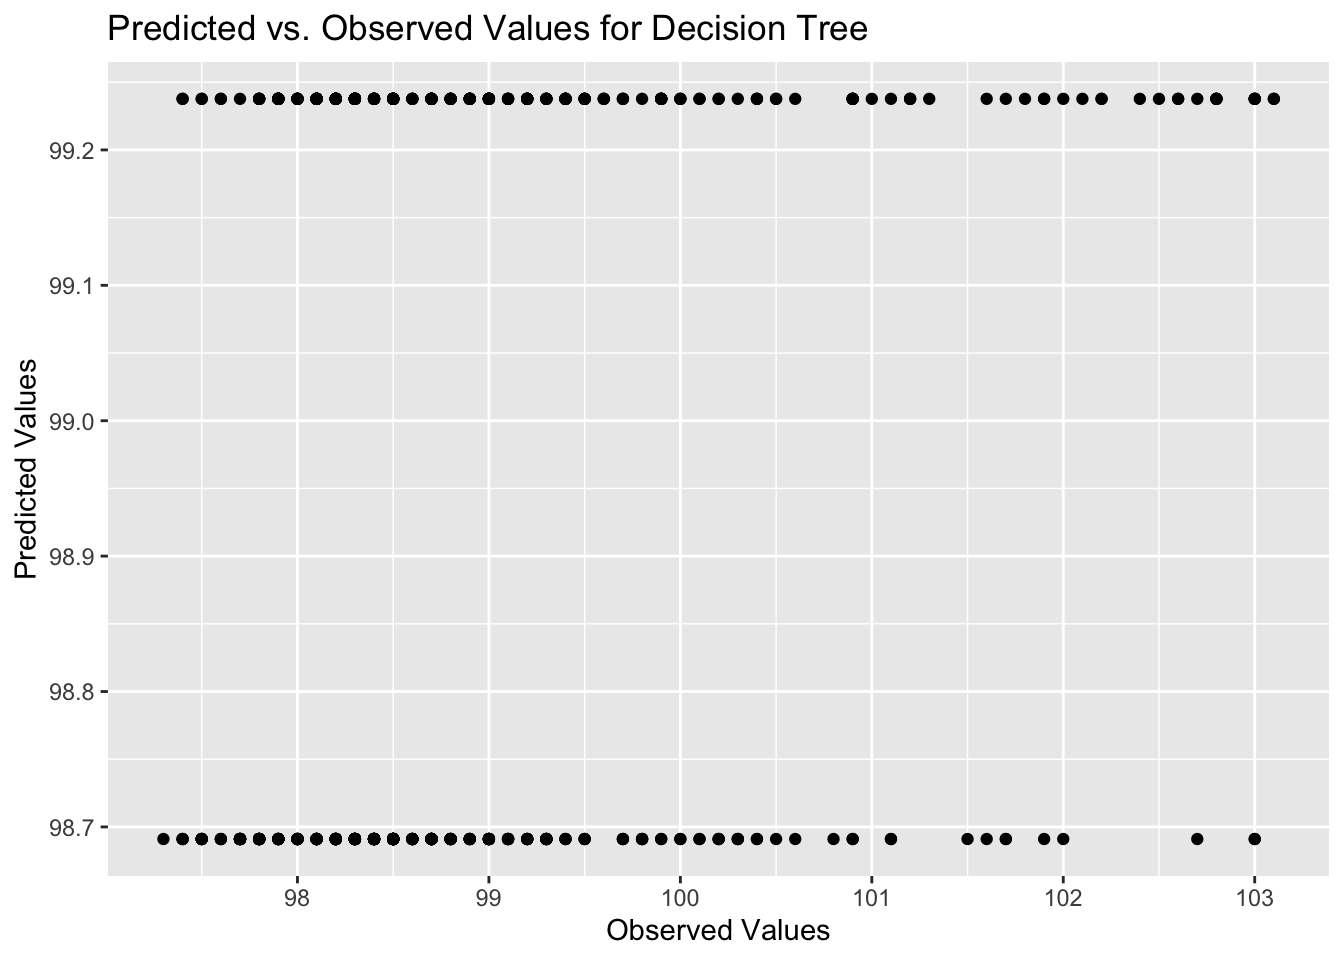 Predicted vs. Observed Values for Decision Tree
99.2
99.1
99.0
98.9
98.8
98.7
Predicted Values
98 99 100 101 102 103
Observed Values